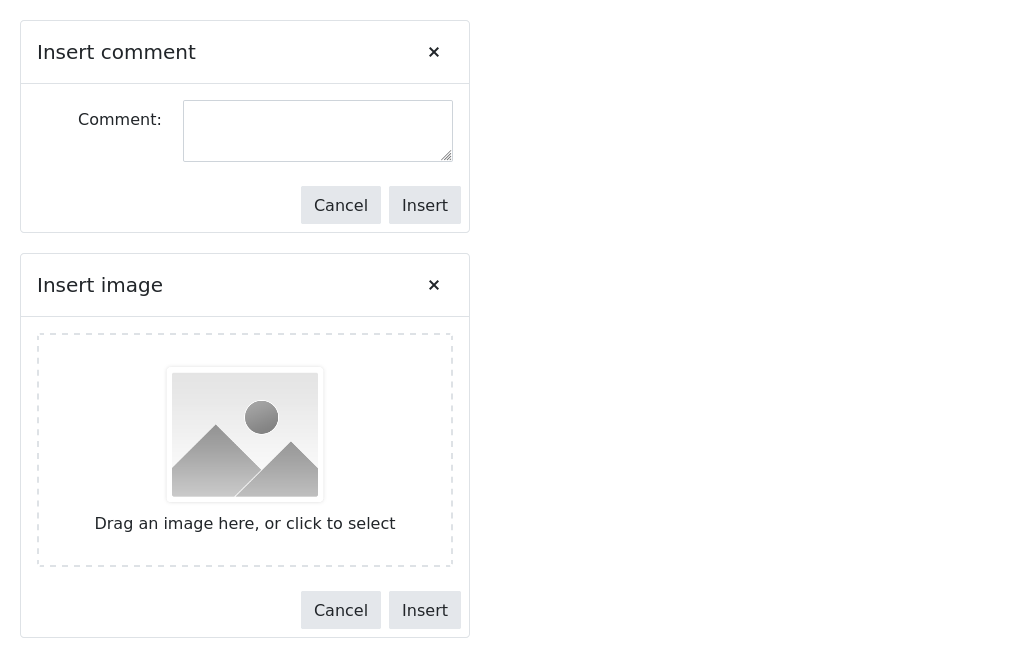 Insert comment ×
Comment:
Cancel Insert
Insert image ×
Drag an image here, or click to select
Cancel Insert